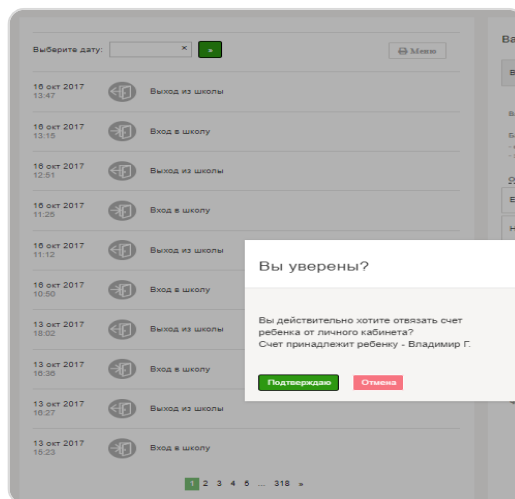 Выберите дату:
×
»
Меню
Ва
16 окт 2017
13:47
Выход из школы
16 окт 2017
13:15
Вход в школу
16 окт 2017
12:51
Выход из школы
16 окт 2017
11:25
Вход в школу
16 окт 2017
11:12
Выход из школы
16 окт 2017
10:50
Вход в школу
13 окт 2017
18:02
Выход из школы
13 окт 2017
16:36
Вход в школу
13 окт 2017
16:27
Выход из школы
13 окт 2017
15:23
Вход в школу
1 2 3 4 5 ... 318 »
Вы уверены?
Вы действительно хотите отвязать счет
ребенка от личного кабинета?
Счет принадлежит ребенку - Владимир Г.
Подтверждаю
Отмена